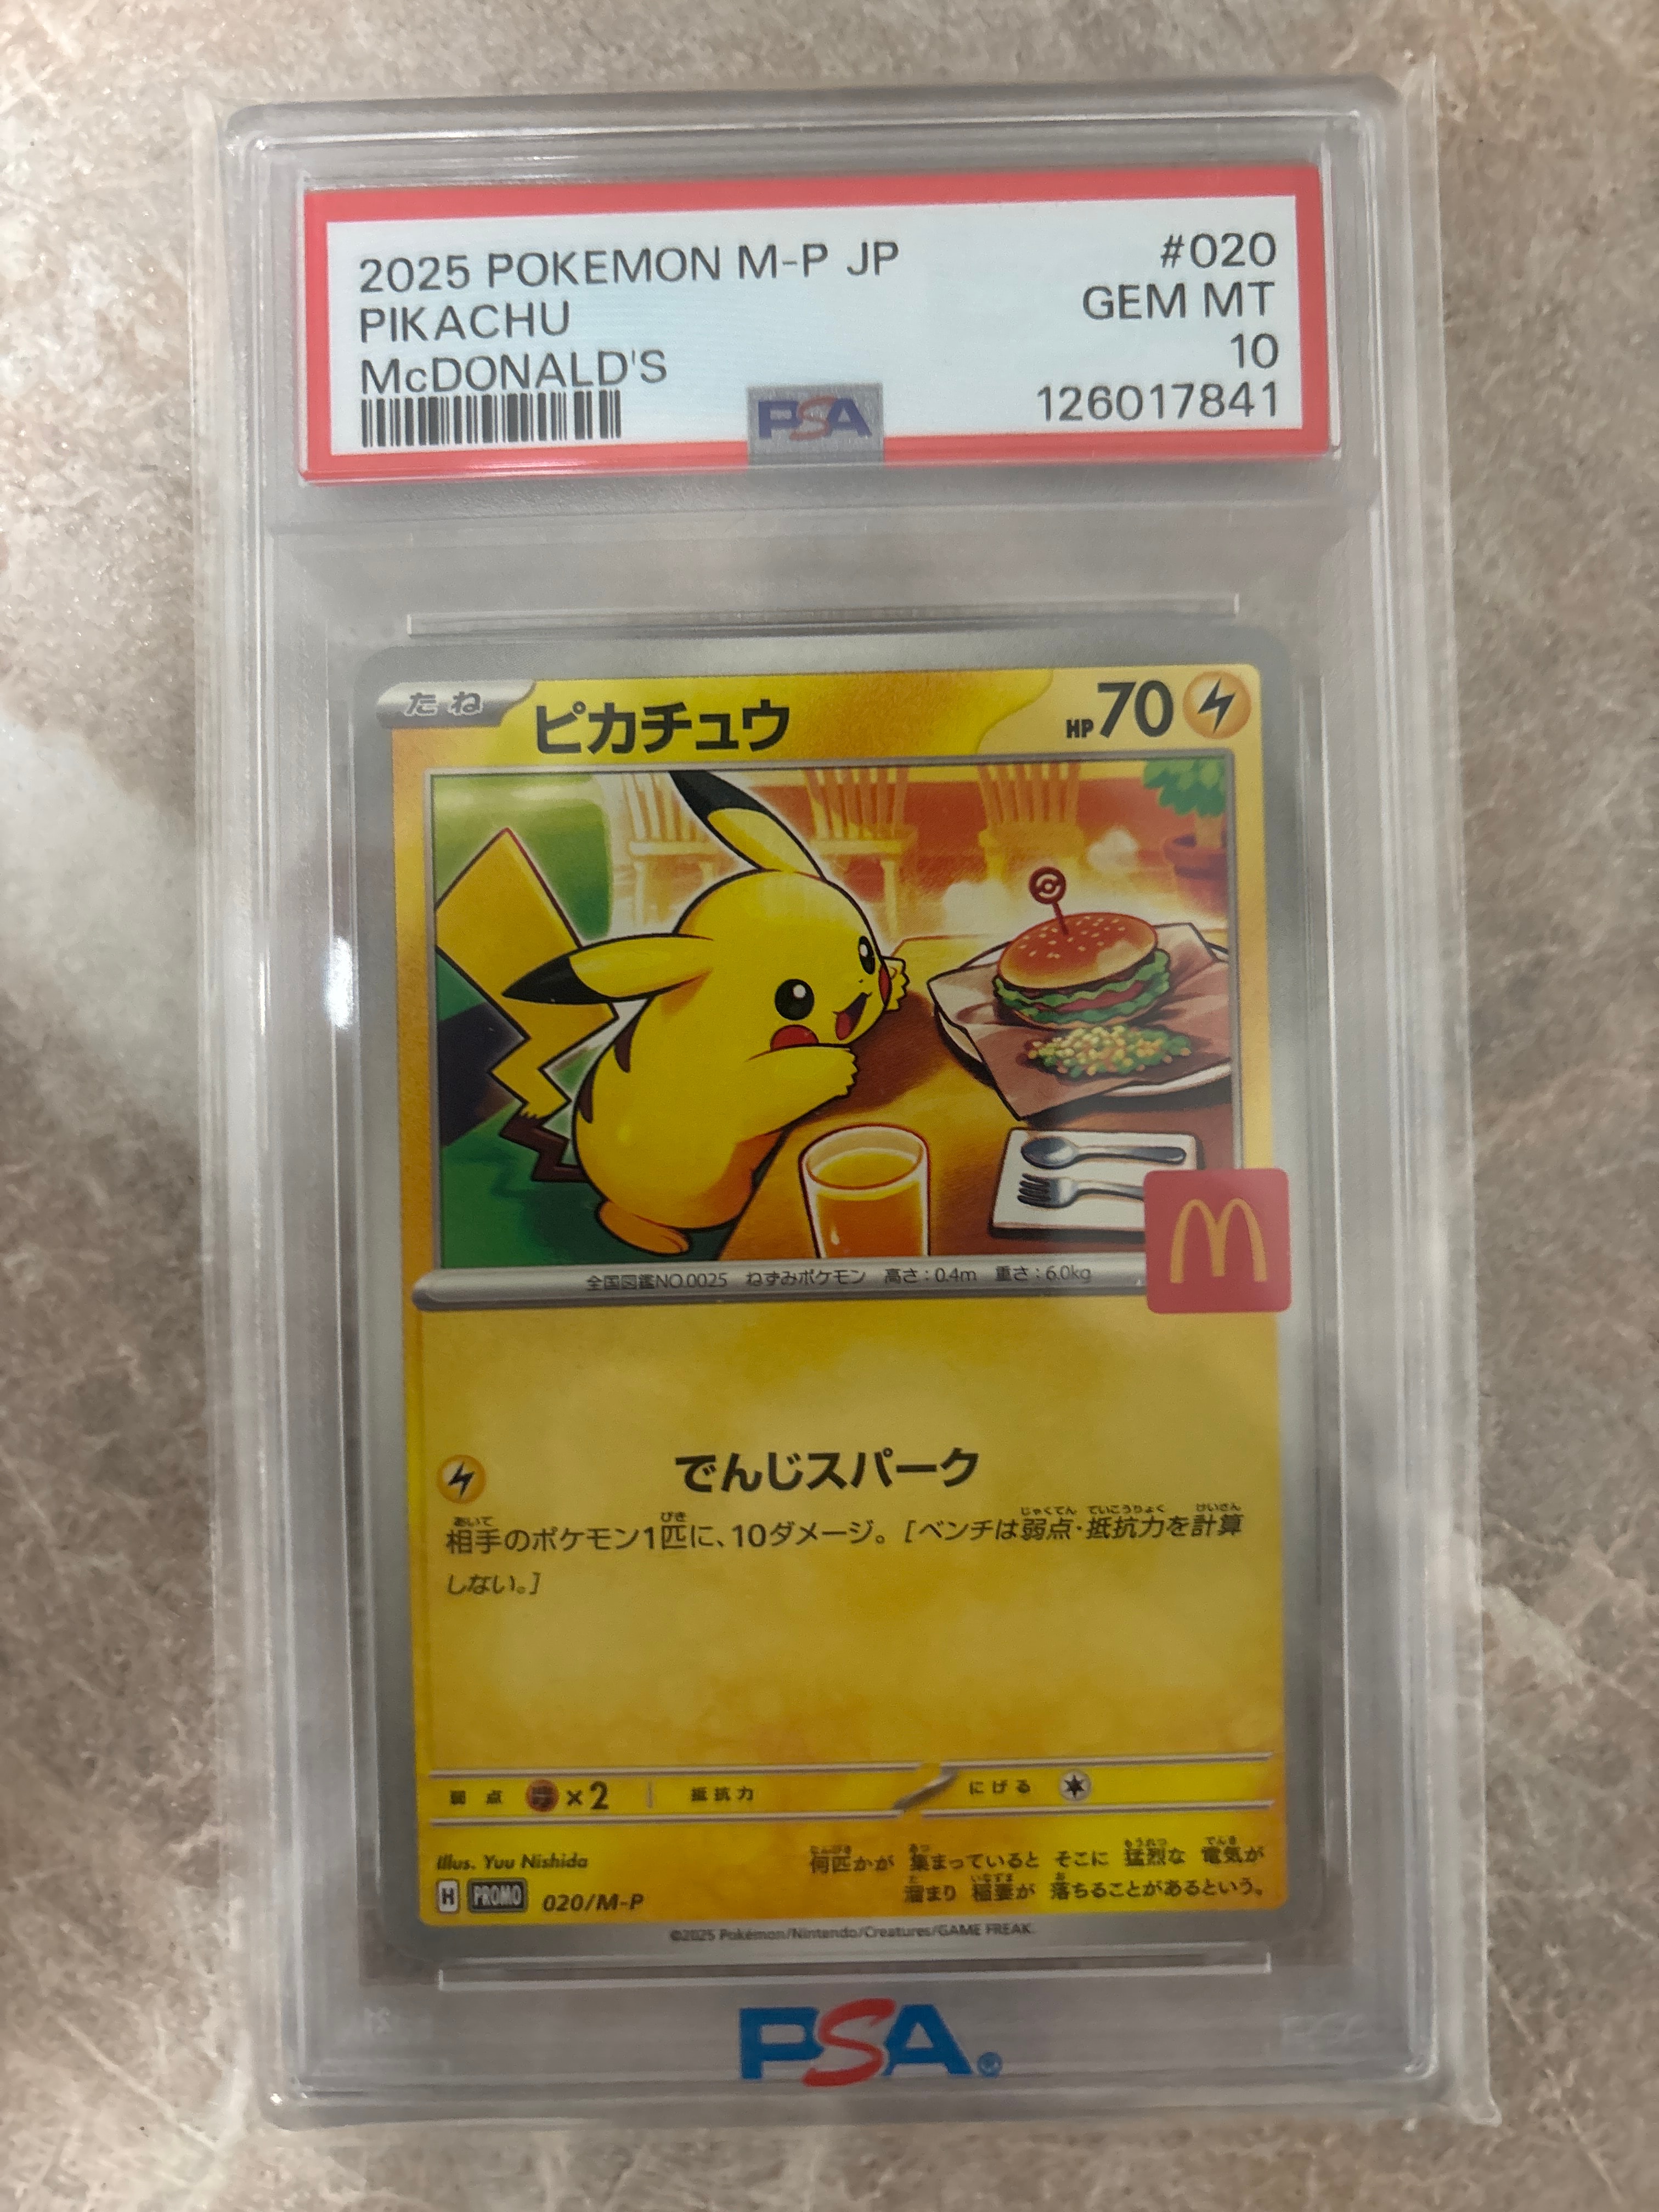 2025 POKEMON M-P JP
#020
PIKACHU
GEM MT
McDONALD'S
10
126017841
PSA
たね
ピカチュウ
HP70
全国図鑑NO.0025 ねずみポケモン 高さ:0.4m 重さ:6.0kg
でんじスパーク
相手のポケモン1匹に、10ダメージ。[ベンチは弱点・抵抗力を計算
しない。]
弱点 ×2
抵抗力
にげる
Illus. Yuu Nishida
何匹かが 集まっていると そこに 猛烈な 電気が
溜まり 稲妻が 落ちることがあるという。
H PROMO 020/M-P
©2025 Pokémon/Nintendo/Creatures/GAME FREAK.
PSA